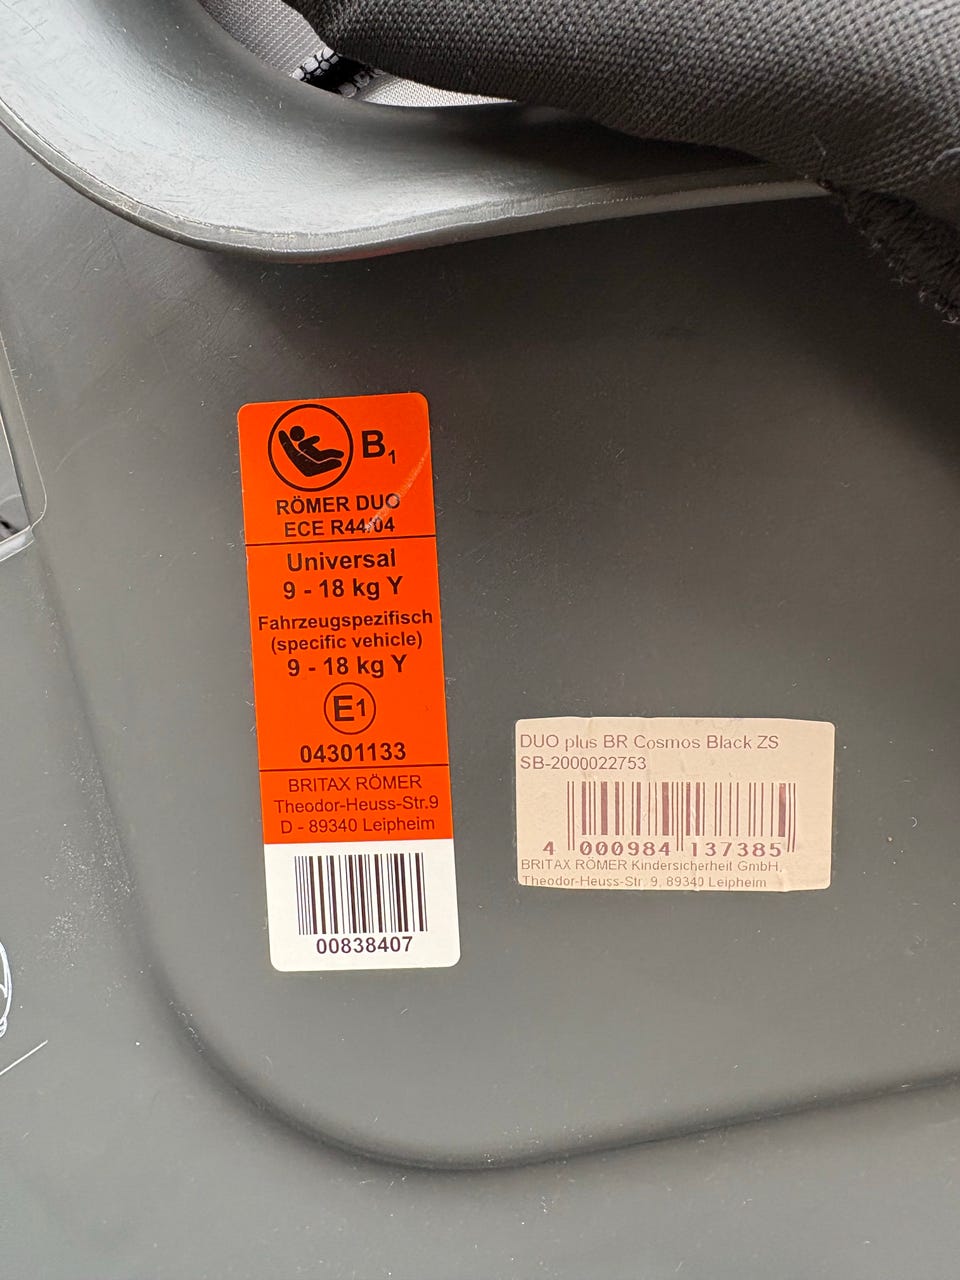 B1
RÖMER DUO
ECE R44/04
Universal
9 - 18 kg Y
Fahrzeugspezifisch
(specific vehicle)
9 - 18 kg Y
E1
04301133
BRITAX RÖMER
Theodor-Heuss-Str.9
D - 89340 Leipheim
00838407
DUO plus BR Cosmos Black ZS
SB-2000022753
4 000984 137385
BRITAX RÖMER Kindersicherheit GmbH,
Theodor-Heuss-Str. 9, 89340 Leipheim